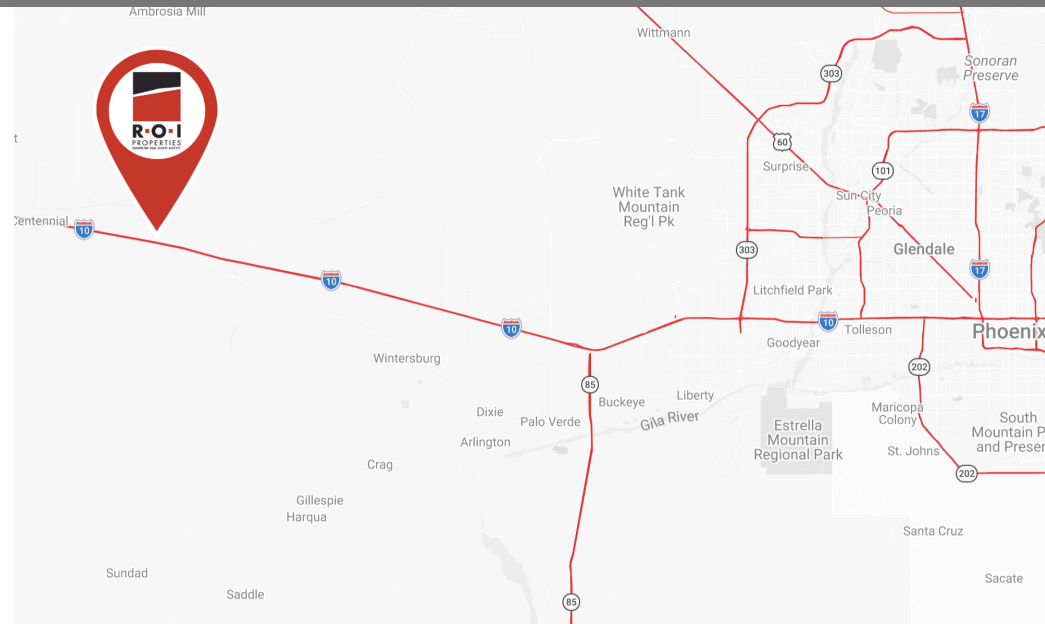 Ambrosia Mill
Wittmann
303
Sonoran
Preserve
R·O·I
PROPERTIES
17
t
60
Surprise
101
White Tank
Mountain
Reg'l Pk
Sun City
Peoria
Centennial
10
303
Glendale
17
10
Litchfield Park
10
10
Tolleson
Phoenix
Goodyear
Wintersburg
202
85
Liberty
Buckeye
Dixie
Palo Verde
Gila River
Maricopa
Colony
Estrella
Mountain
Regional Park
South
Mountain P
and Preser
Arlington
St. Johns
Crag
202
Gillespie
Harqua
Santa Cruz
Sundad
Sacate
Saddle
85